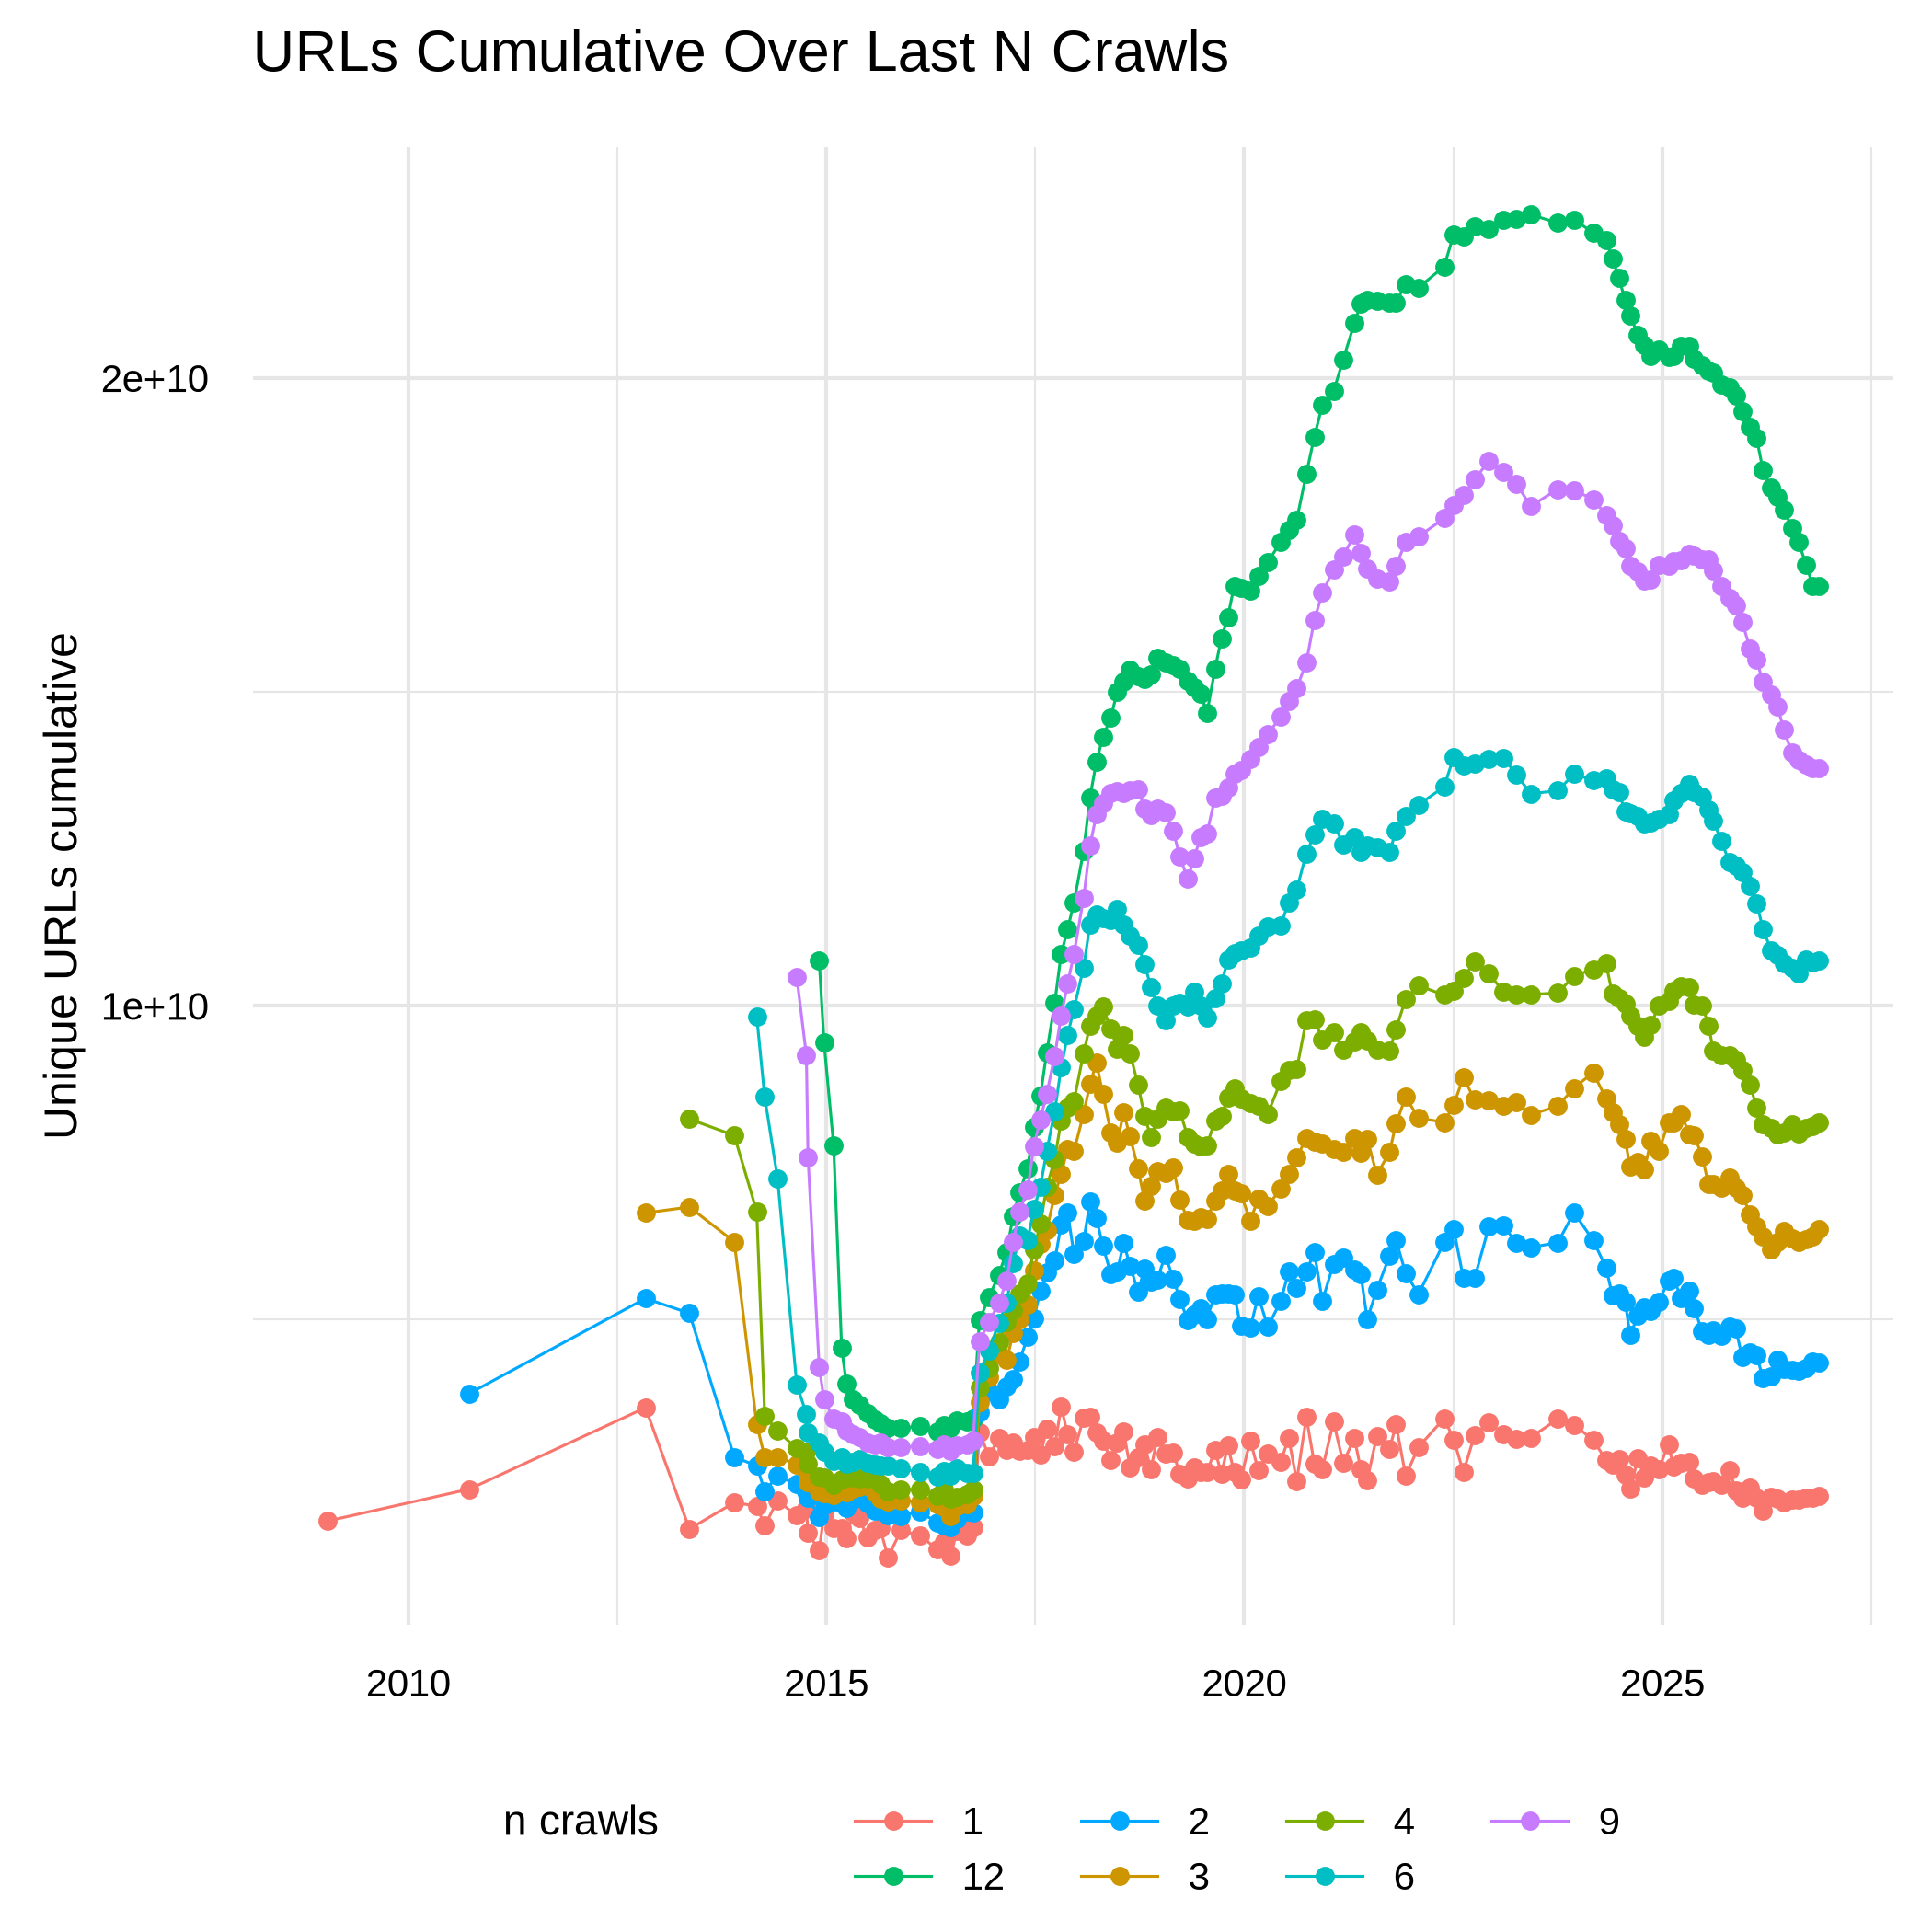 URLs Cumulative Over Last N Crawls
Unique URLs cumulative
2e+10
1e+10
2010 2015 2020 2025
n crawls
1 2 4 9
12 3 6